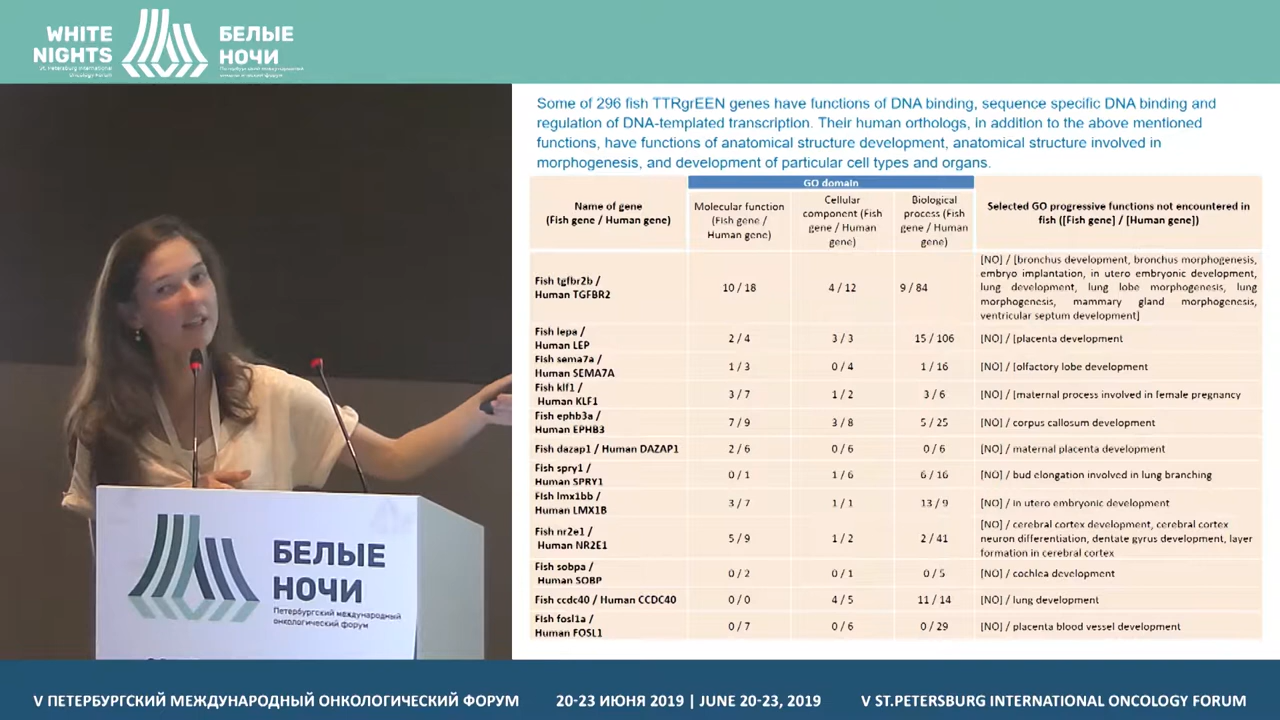 WHITE
NIGHTS
St. Petersburg International
Oncology Forum
БЕЛЫЕ
НОЧИ
Петербургский международный
онкологический форум
Some of 296 fish TTRgrEEN genes have functions of DNA binding, sequence specific DNA binding and
regulation of DNA-templated transcription. Their human orthologs, in addition to the above mentioned
functions, have functions of anatomical structure development, anatomical structure involved in
morphogenesis, and development of particular cell types and organs.
Name of gene
(Fish gene / Human gene)
GO domain
Molecular function
(Fish gene /
Human gene)
Cellular
component (Fish
gene / Human
gene)
Biological
process (Fish
gene / Human
gene)
Selected GO progressive functions not encountered in
fish ([Fish gene] / [Human gene])
Fish tgfbr2b /
Human TGFBR2
10 / 18
4 / 12
9 / 84
[NO] / [bronchus development, bronchus morphogenesis,
embryo implantation, in utero embryonic development,
lung development, lung lobe morphogenesis, lung
morphogenesis, mammary gland morphogenesis,
ventricular septum development]
Fish lepa /
Human LEP
2 / 4
3 / 3
15 / 106
[NO] / [placenta development
Fish sema7a /
Human SEMA7A
1 / 3
0 / 4
1 / 16
[NO] / [olfactory lobe development
Fish klf1 /
Human KLF1
3 / 7
1 / 2
3 / 6
[NO] / [maternal process involved in female pregnancy
Fish ephb3a /
Human EPHB3
7 / 9
3 / 8
5 / 25
[NO] / corpus callosum development
Fish dazap1 / Human DAZAP1
2 / 6
0 / 6
0 / 6
[NO] / maternal placenta development
Fish spry1 /
Human SPRY1
0 / 1
1 / 6
6 / 16
[NO] / bud elongation involved in lung branching
Fish lmx1bb /
Human LMX1B
3 / 7
1 / 1
13 / 9
[NO] / in utero embryonic development
Fish nr2e1 /
Human NR2E1
5 / 9
1 / 2
2 / 41
[NO] / cerebral cortex development, cerebral cortex
neuron differentiation, dentate gyrus development, layer
formation in cerebral cortex
Fish sobpa /
Human SOBP
0 / 2
0 / 1
0 / 5
[NO] / cochlea development
Fish ccdc40 / Human CCDC40
0 / 0
4 / 5
11 / 14
[NO] / lung development
Fish fosl1a /
Human FOSL1
0 / 7
0 / 6
0 / 29
[NO] / placenta blood vessel development
БЕЛЫЕ
НОЧИ
Петербургский международный
онкологический форум
V ПЕТЕРБУРГСКИЙ МЕЖДУНАРОДНЫЙ ОНКОЛОГИЧЕСКИЙ ФОРУМ
20-23 ИЮНЯ 2019 | JUNE 20-23, 2019
V ST.PETERSBURG INTERNATIONAL ONCOLOGY FORUM